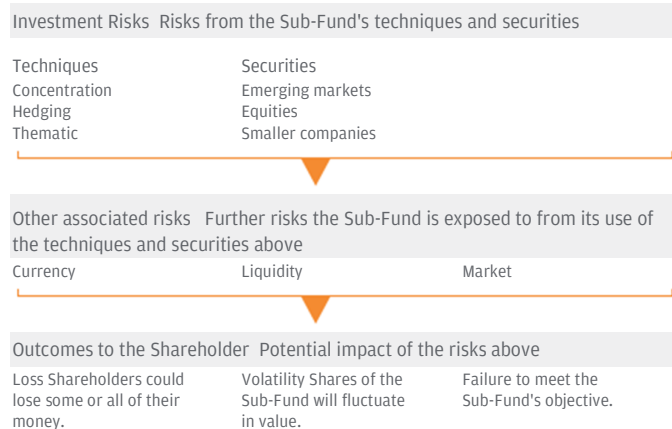 Investment Risks Risks from the Sub-Fund's techniques and securities
Techniques
Concentration
Hedging
Thematic
Securities
Emerging markets
Equities
Smaller companies
Other associated risks Further risks the Sub-Fund is exposed to from its use of
the techniques and securities above
Currency
Liquidity
Market
Outcomes to the Shareholder Potential impact of the risks above
Loss Shareholders could
lose some or all of their
money.
Volatility Shares of the
Sub-Fund will fluctuate
in value.
Failure to meet the
Sub-Fund's objective.